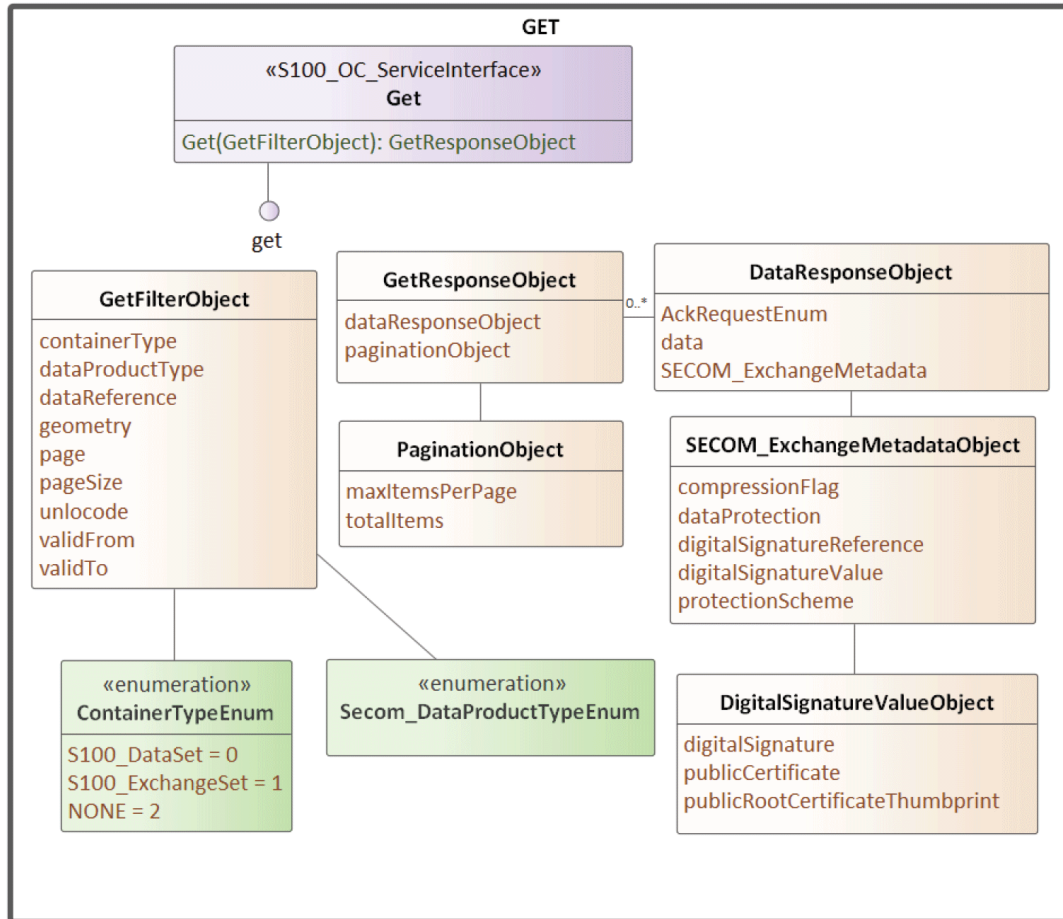 GET
«S100_OC_ServiceInterface»
Get
Get(GetFilterObject): GetResponseObject
get
GetFilterObject
containerType
dataProductType
dataReference
geometry
page
pageSize
unlocode
validFrom
validTo
GetResponseObject
dataResponseObject
paginationObject
0..*
DataResponseObject
AckRequestEnum
data
SECOM_ExchangeMetadata
PaginationObject
maxItemsPerPage
totalItems
SECOM_ExchangeMetadataObject
compressionFlag
dataProtection
digitalSignatureReference
digitalSignatureValue
protectionScheme
«enumeration»
ContainerTypeEnum
S100_DataSet = 0
S100_ExchangeSet = 1
NONE = 2
«enumeration»
Secom_DataProductTypeEnum
DigitalSignatureValueObject
digitalSignature
publicCertificate
publicRootCertificateThumbprint